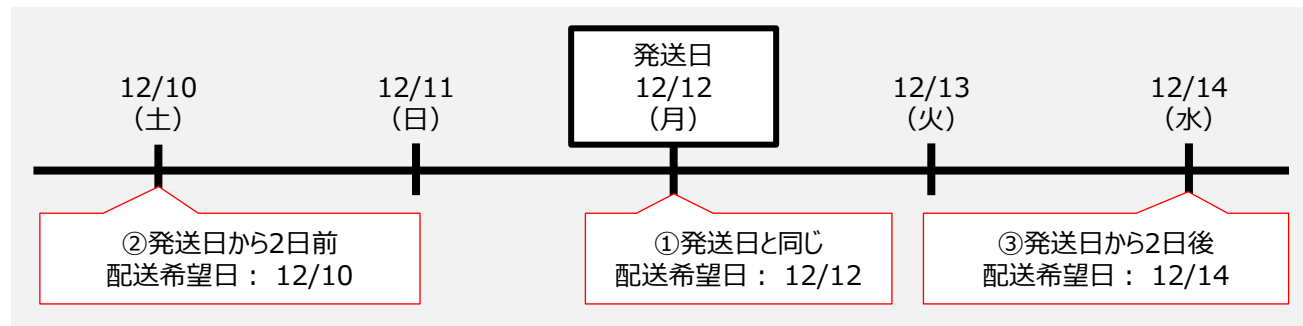 発送日
12/10
12/11
12/12
12/13
12/14
（土）
（日）
（月）
（火）
（水）
②発送日から2日前
配送希望日： 12/10
①発送日と同じ
配送希望日： 12/12
③発送日から2日後
配送希望日： 12/14